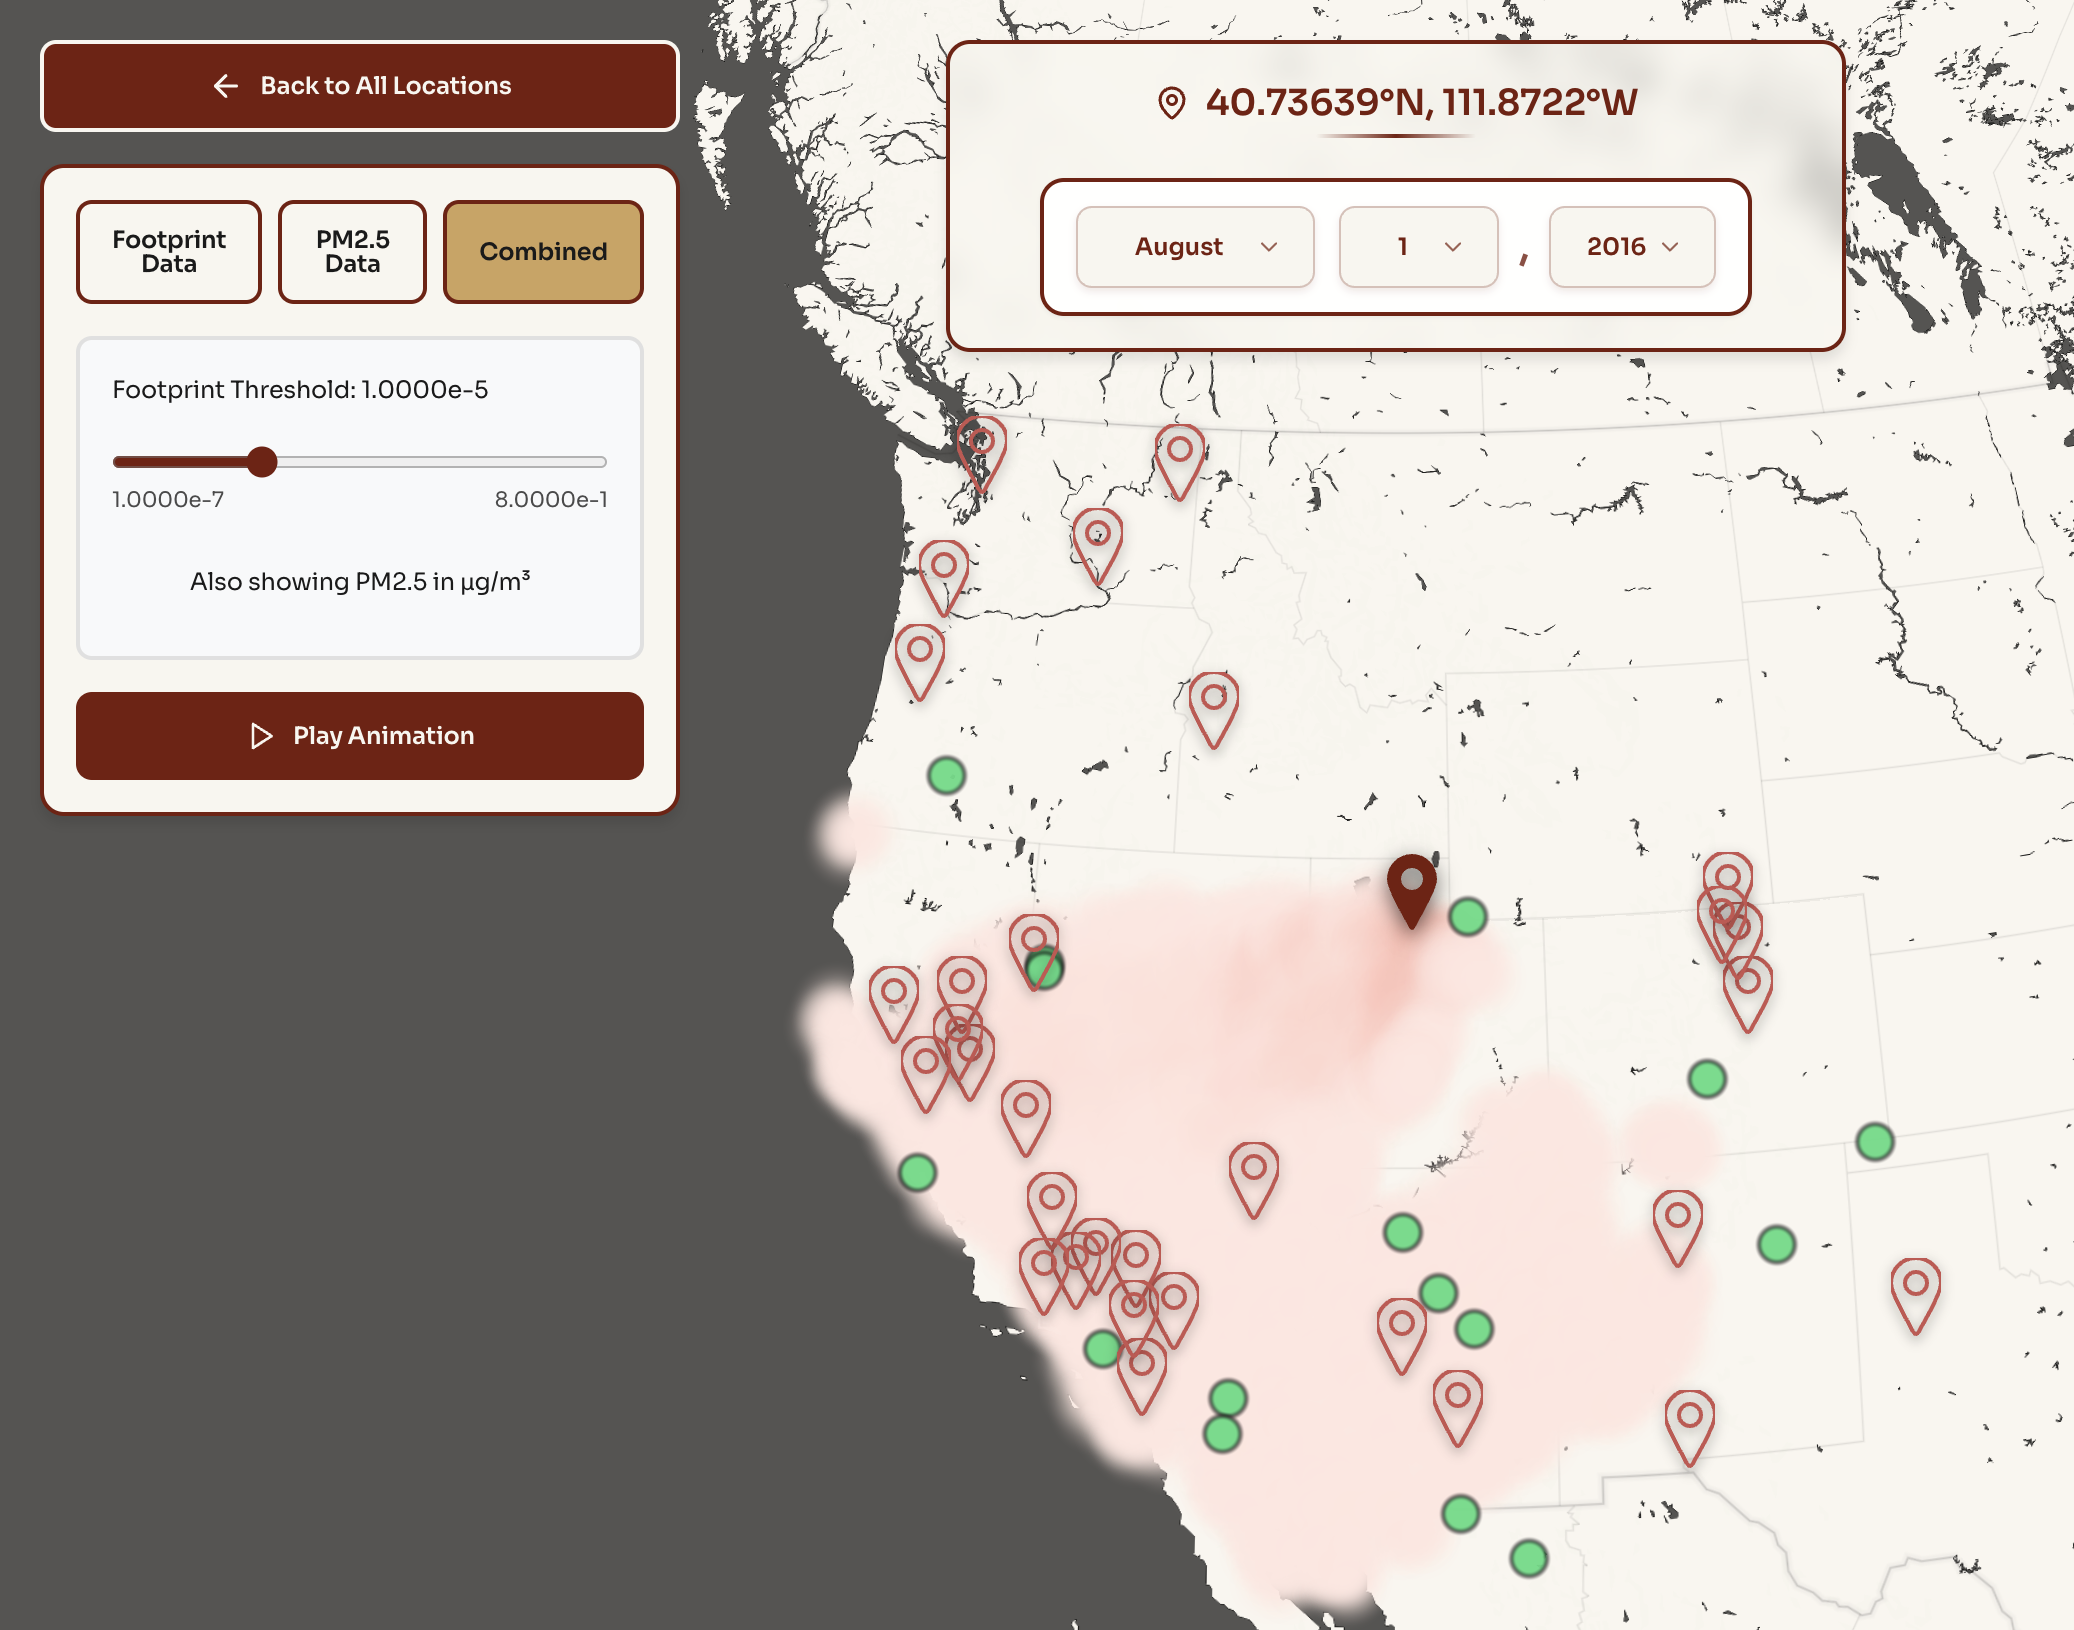 Back to All Locations
40.73639°N, 111.8722°W
August 1 , 2016
Footprint
Data
PM2.5
Data
Combined
Footprint Threshold: 1.0000e-5
1.0000e-7 8.0000e-1
Also showing PM2.5 in µg/m³
Play Animation